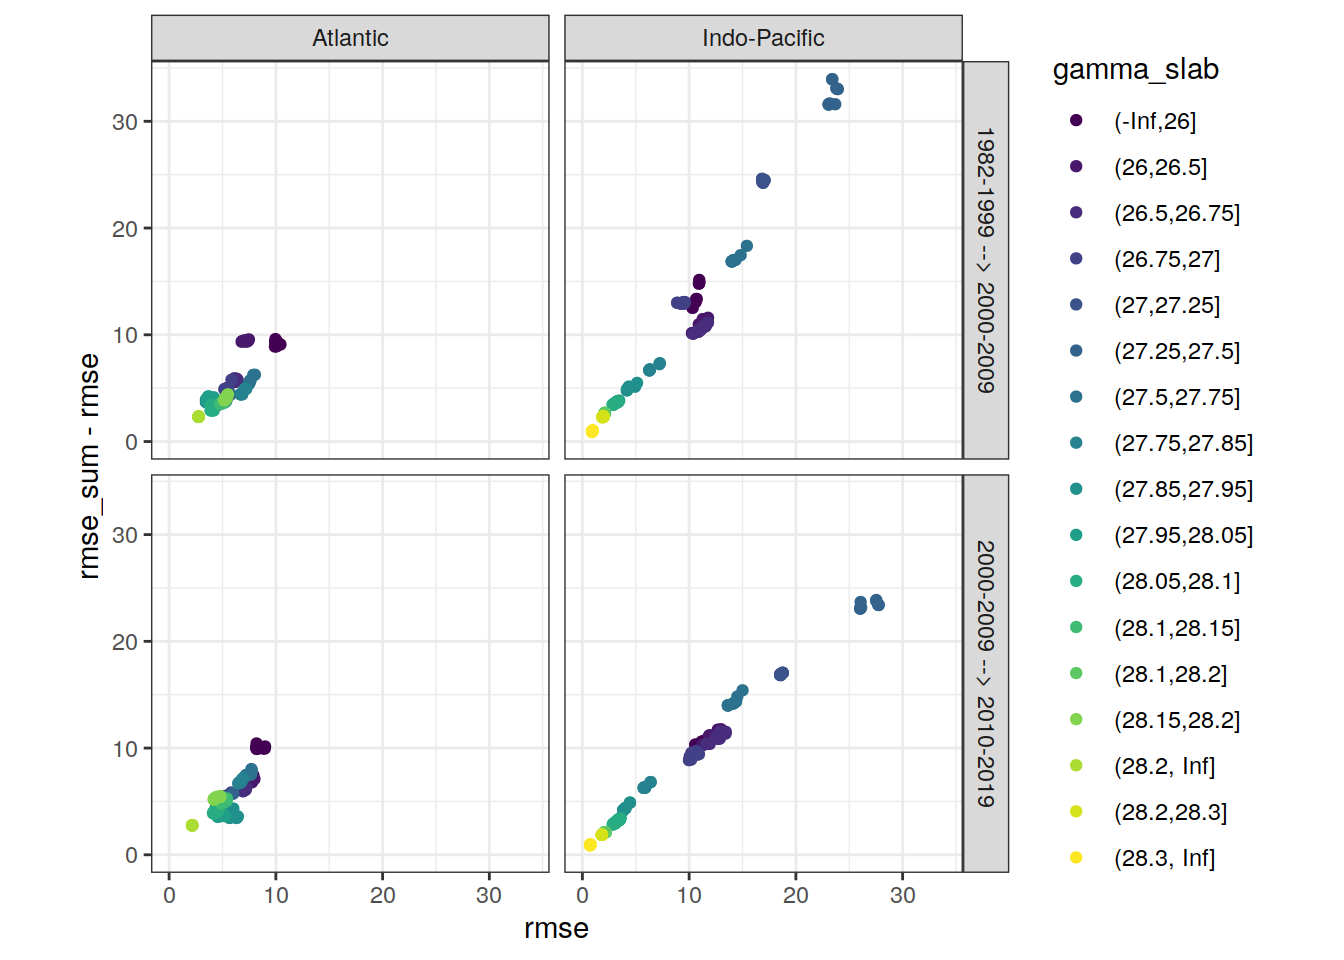 Atlantic
Indo-Pacific
rmse_sum - rmse
30
20
10
0
1982-1999 --> 2000-2009
30
20
10
0
2000-2009 --> 2010-2019
0 10 20 30
0 10 20 30
rmse
gamma_slab
(-Inf,26]
(26,26.5]
(26.5,26.75]
(26.75,27]
(27,27.25]
(27.25,27.5]
(27.5,27.75]
(27.75,27.85]
(27.85,27.95]
(27.95,28.05]
(28.05,28.1]
(28.1,28.15]
(28.1,28.2]
(28.15,28.2]
(28.2, Inf]
(28.2,28.3]
(28.3, Inf]